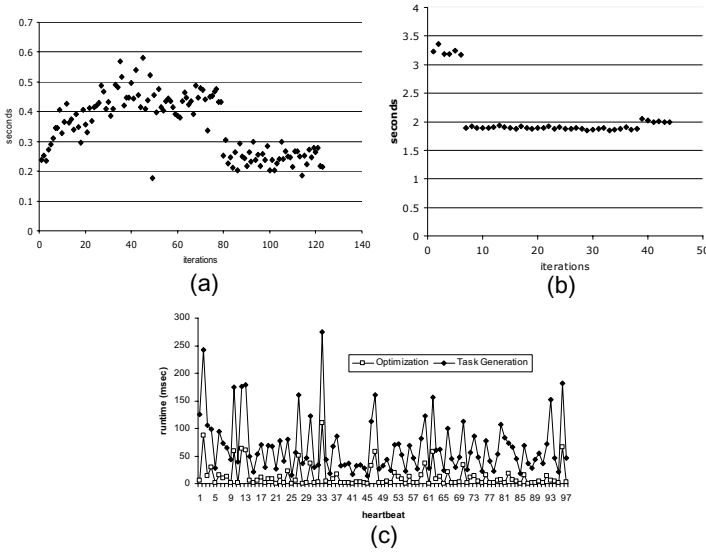 0.7
0.6
0.5
0.4
0.3
0.2
0.1
0
seconds
0 20 40 60 80 100 120 140
iterations
(a)
4
3.5
3
2.5
2
1.5
1
0.5
0
seconds
0 10 20 30 40 50
iterations
(b)
300
250
200
150
100
50
0
runtime (msec)
Optimization Task Generation
1 5 9 13 17 21 25 29 33 37 41 45 49 53 57 61 65 69 73 77 81 85 89 93 97
heartbeat
(c)